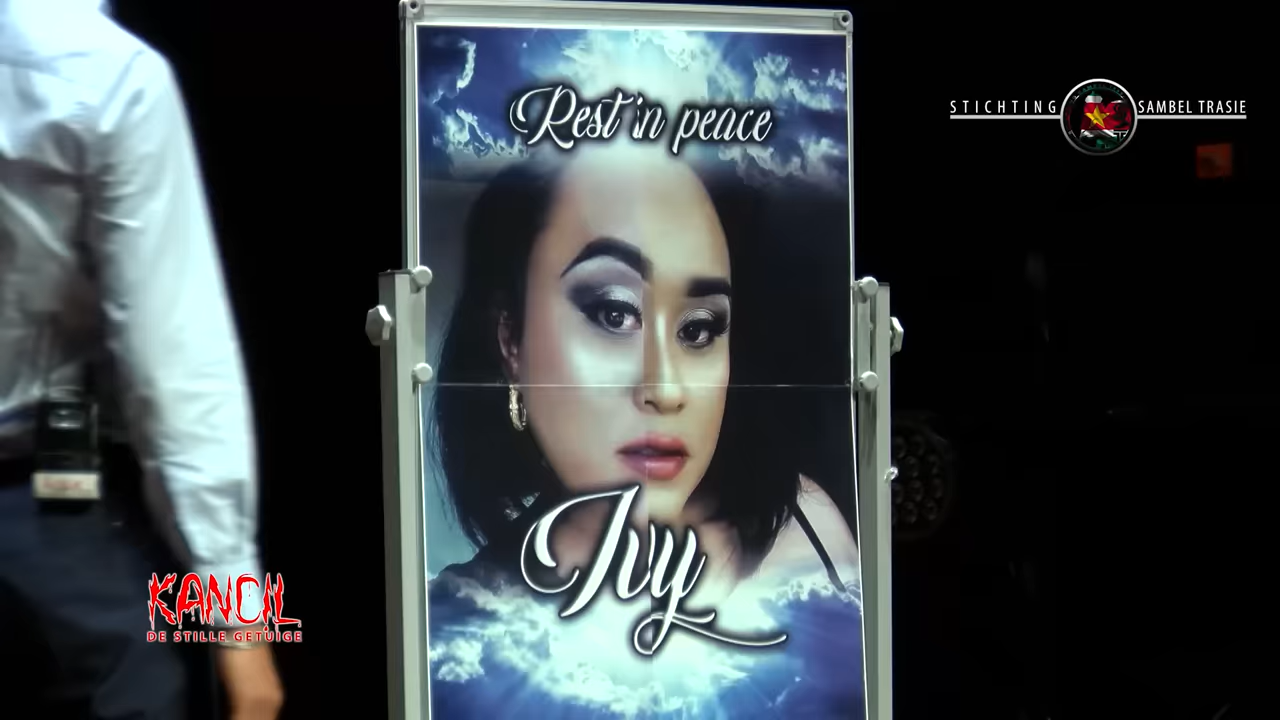 Rest in peace
STICHTING SAMBEL TRASIE
Ivy
KANCIL
DE STILLE GETUIGE